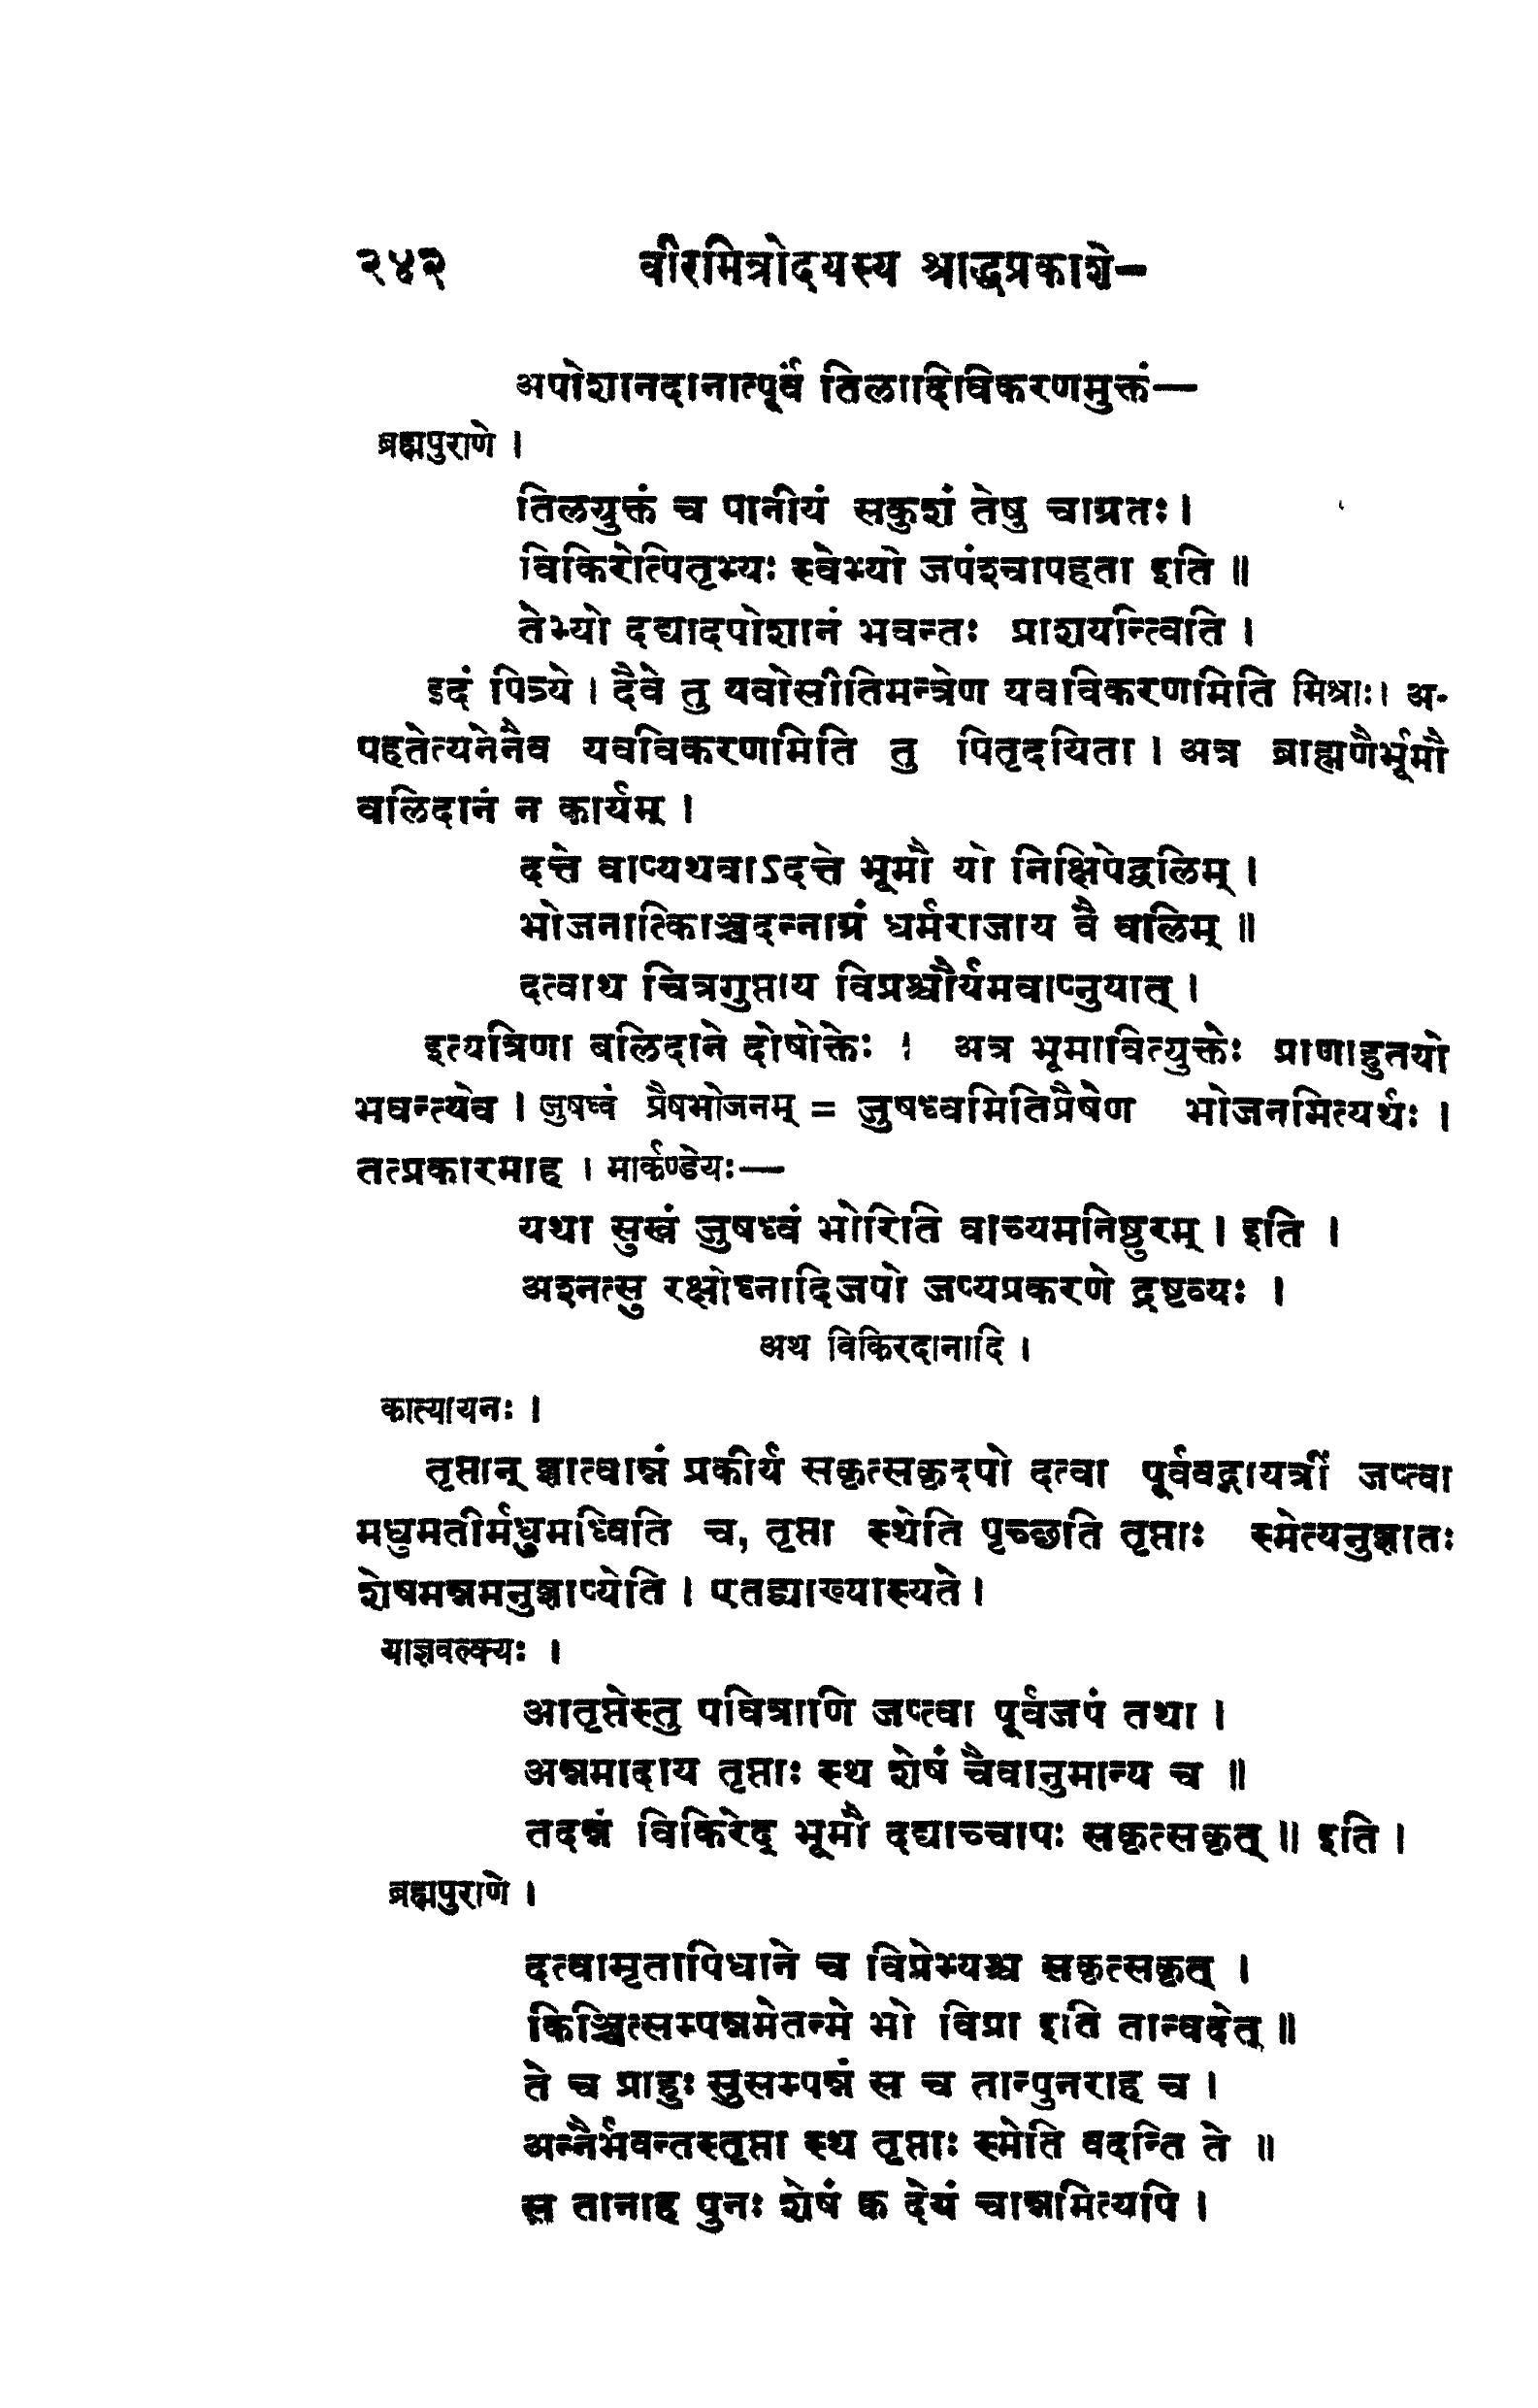 २४२ वीरमित्रोदयस्य श्राद्धप्रकाशे-
अपोशानदानात्पूर्वं तिलादिविकरणमुक्तं—
ब्रह्मपुराणे ।
तिलयुक्तं च पानीयं सकुशं तेषु चाग्रतः ।
विकिरेत्पितृभ्यः स्वेभ्यो जपंश्चापहता इति ॥
तेभ्यो दद्यादपोशानं भवन्तः प्राशयन्त्विति ।
इदं पित्र्ये । दैवे तु यवोसीतिमन्त्रेण यवविकरणमिति मिश्राः । अ-
पहतेत्यनेनैव यवविकरणमिति तु पितृदयिता । अत्र ब्राह्मणैर्भूमौ
वलिदानं न कार्यम् ।
दत्ते वाप्यथवाऽदत्ते भूमौ यो निक्षिपेद्वलिम् ।
भोजनात्किञ्चिदन्नाग्रं धर्मराजाय वै वलिम् ॥
दत्वाथ चित्रगुप्ताय विप्रश्चौर्यमवाप्नुयात् ।
इत्यत्रिणा बलिदाने दोषोक्तेः । अत्र भूमावित्युक्तेः प्राणाहुतयो
भवन्त्येव । जुषध्वं प्रैषभोजनम् = जुषध्वमितिप्रैषेण भोजनमित्यर्थः ।
तत्प्रकारमाह । मार्कण्डेयः—
यथा सुखं जुषध्वं भोरिति वाच्यमनिष्ठुरम् । इति ।
अश्नत्सु रक्षोघ्नादिजपो जप्यप्रकरणे द्रष्टव्यः ।
अथ विकिरदानादि ।
कात्यायनः ।
तृप्तान् ज्ञात्वान्नं प्रकीर्य सकृत्सकृदपो दत्वा पूर्ववद्गायत्रीं जप्त्वा
मधुमतीर्मधुमध्विति च, तृप्ता स्थेति पृच्छति तृप्ताः स्मेत्यनुज्ञातः
शेषमन्नमनुज्ञाप्येति । एतद्याख्यास्यते ।
याज्ञवल्क्यः ।
आतृप्तेस्तु पवित्राणि जप्त्वा पूर्वजपं तथा ।
अन्नमादाय तृप्ताः स्थ शेषं चैवानुमान्य च ॥
तदन्नं विकिरेद् भूमौ दद्याच्चापः सकृत्सकृत् ॥ इति ।
ब्रह्मपुराणे ।
दत्वामृतापिधाने च विप्रेभ्यश्च सकृत्सकृत् ।
किञ्चित्सम्पन्नमेतन्मे भो विप्रा इति तान्वदेत् ॥
ते च प्राहुः सुसम्पन्नं स च तान्पुनराह च ।
अन्नैर्भवन्तस्तृप्ता स्थ तृप्ताः स्मेति वदन्ति ते ॥
स तानाह पुनः शेषं क्व देयं चान्नमित्यपि ।